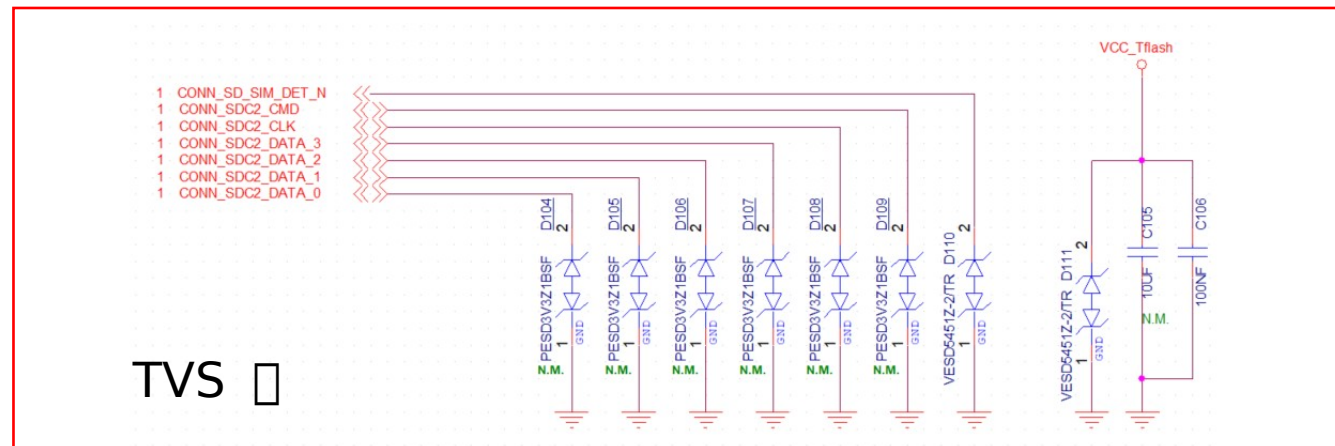 VCC_Tflash
1 CONN_SD_SIM_DET_N
1 CONN_SDC2_CMD
1 CONN_SDC2_CLK
1 CONN_SDC2_DATA_3
1 CONN_SDC2_DATA_2
1 CONN_SDC2_DATA_1
1 CONN_SDC2_DATA_0
PESD3V3Z1BSF D104 2 1 GND N.M.
PESD3V3Z1BSF D105 2 1 GND N.M.
PESD3V3Z1BSF D106 2 1 GND N.M.
PESD3V3Z1BSF D107 2 1 GND N.M.
PESD3V3Z1BSF D108 2 1 GND N.M.
PESD3V3Z1BSF D109 2 1 GND N.M.
VESD5451Z-2/TR D110 2 1 GND
VESD5451Z-2/TR D111 2 1 GND
10UF C105 N.M.
100NF C106
TVS